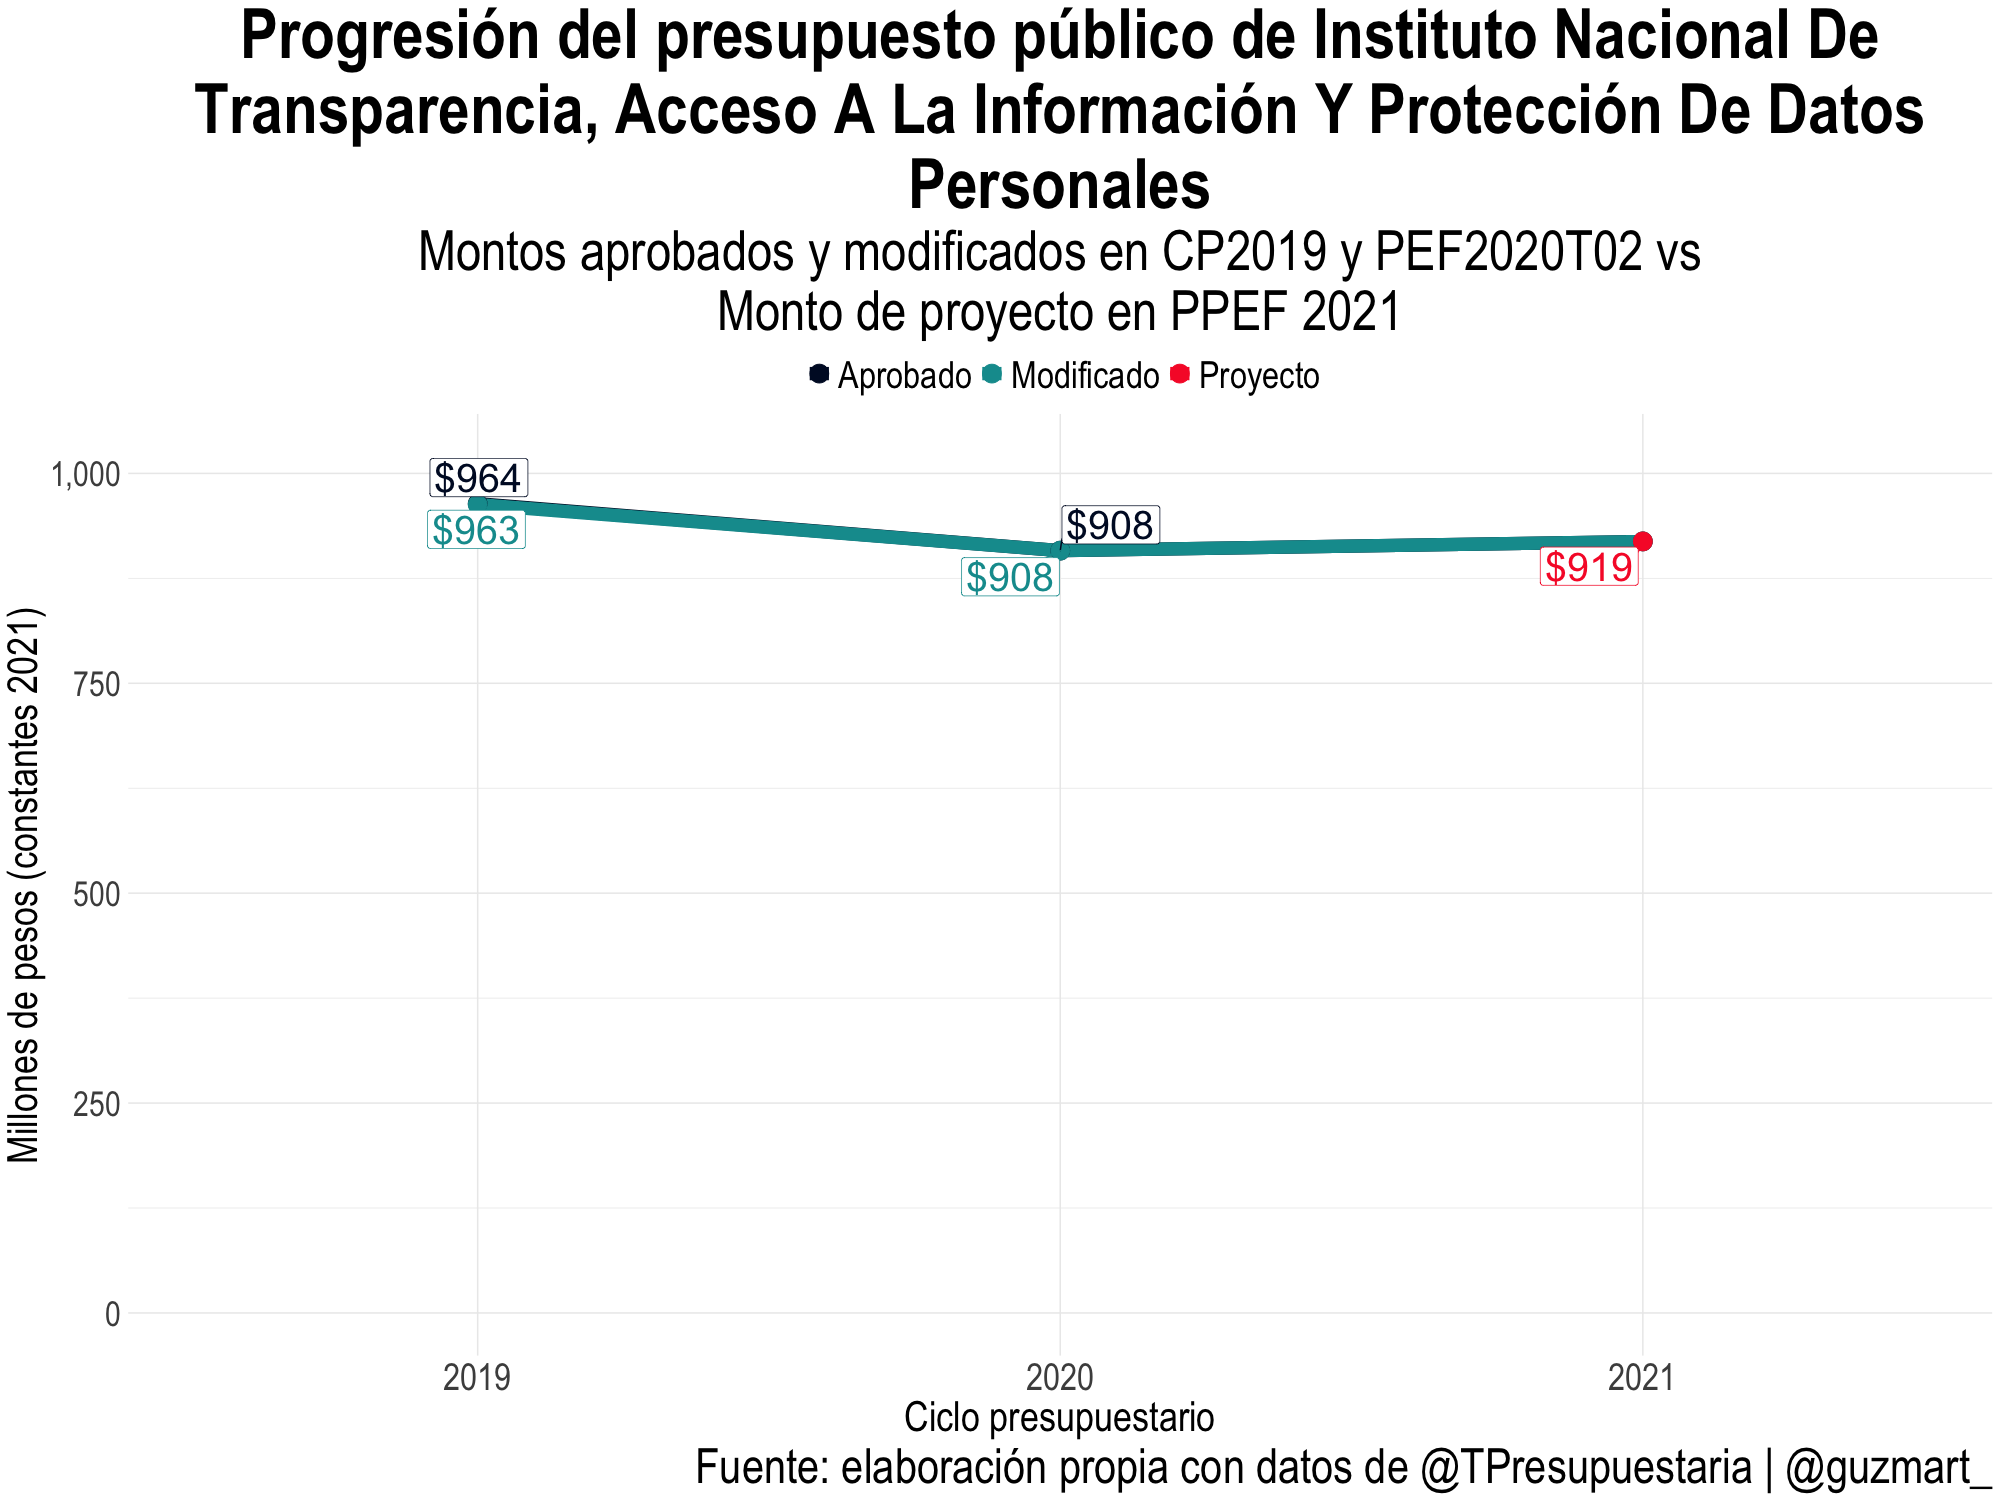 Progresión del presupuesto público de Instituto Nacional De
Transparencia, Acceso A La Información Y Protección De Datos
Personales
Montos aprobados y modificados en CP2019 y PEF2020T02 vs
Monto de proyecto en PPEF 2021
Aprobado Modificado Proyecto
1,000
750
500
250
0
Millones de pesos (constantes 2021)
$964
$963
$908
$908
$919
2019 2020 2021
Ciclo presupuestario
Fuente: elaboración propia con datos de @TPresupuestaria | @guzmart_